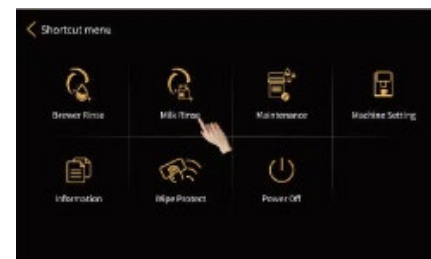 Shortcut menu
Brewer Rinse
Milk Rinse
Maintenance
Machine Setting
Information
Wipe Protect
Power Off